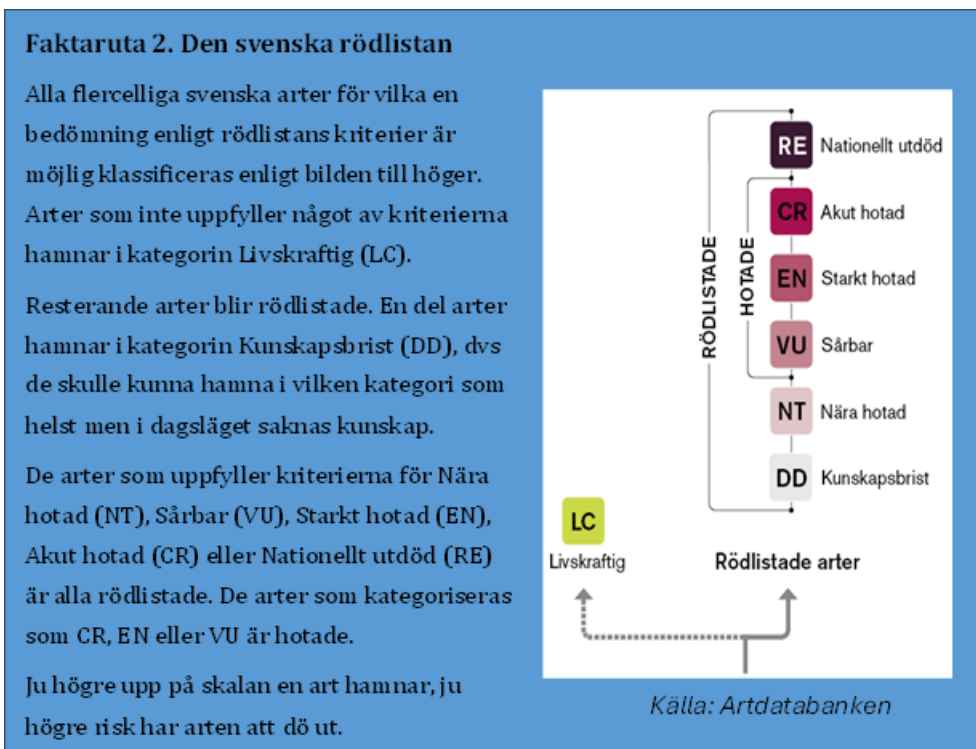 Faktaruta 2. Den svenska rödlistan
Alla flercelliga svenska arter för vilka en
bedömning enligt rödlistans kriterier är
möjlig klassificeras enligt bilden till höger.
Arter som inte uppfyller något av kriterierna
hamnar i kategorin Livskraftig (LC).
Resterande arter blir rödlistade. En del arter
hamnar i kategorin Kunskapsbrist (DD), dvs
de skulle kunna hamna i vilken kategori som
helst men i dagsläget saknas kunskap.
De arter som uppfyller kriterierna för Nära
hotad (NT), Sårbar (VU), Starkt hotad (EN),
Akut hotad (CR) eller Nationellt utdöd (RE)
är alla rödlistade. De arter som kategoriseras
som CR, EN eller VU är hotade.
Ju högre upp på skalan en art hamnar, ju
högre risk har arten att dö ut.
RÖDLISTADE
HOTADE
RE Nationellt utdöd
CR Akut hotad
EN Starkt hotad
VU Sårbar
NT Nära hotad
DD Kunskapsbrist
LC
Livskraftig
Rödlistade arter
Källa: Artdatabanken